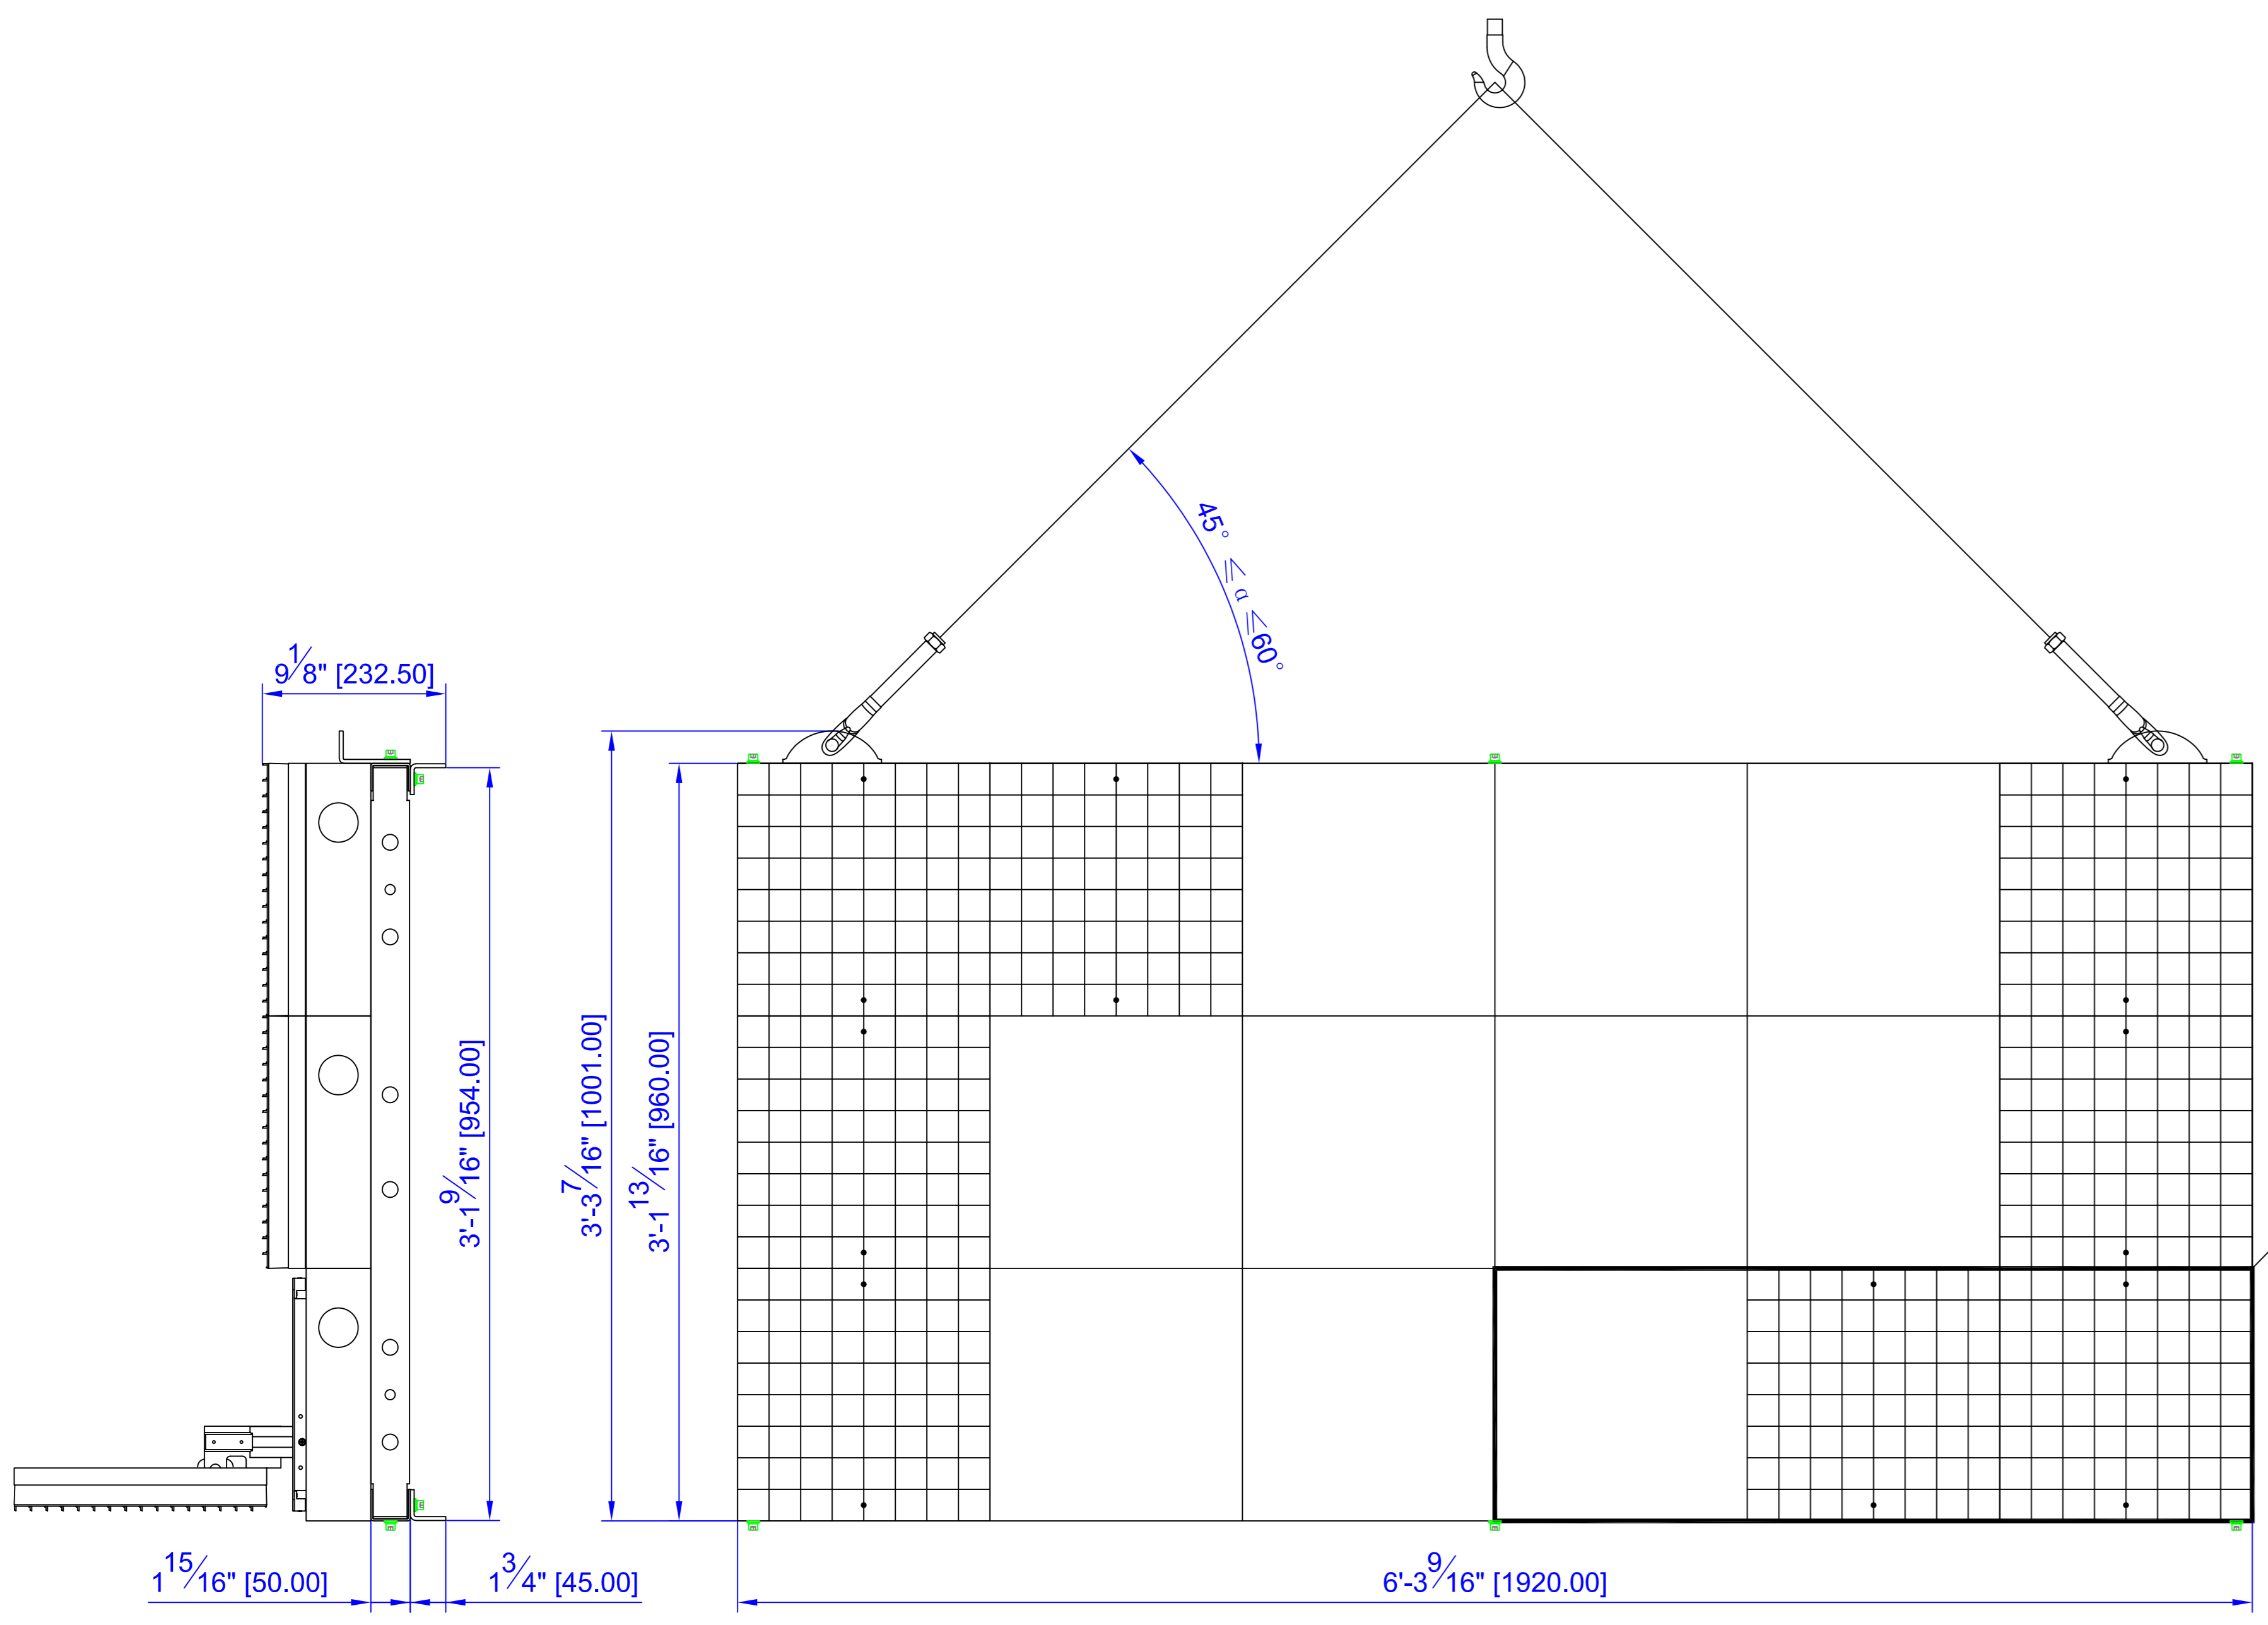 45° ≤ α ≤60°
9 1/8" [232.50]
3'-1 9/16" [954.00]
3'-3 7/16" [1001.00]
3'-1 13/16" [960.00]
1 15/16" [50.00]
1 3/4" [45.00]
6'-3 9/16" [1920.00]